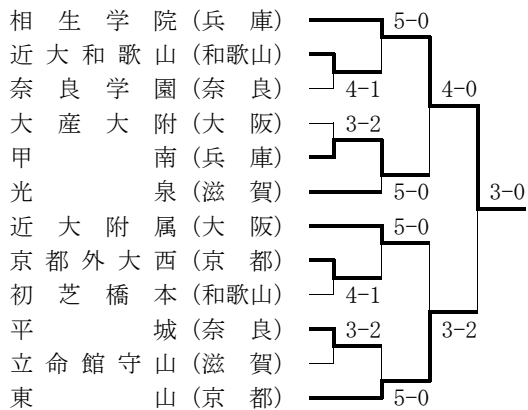 相生学院(兵庫) 5-0
近大和歌山(和歌山)
奈良学園(奈良) 4-1 4-0
大産大附(大阪) 3-2
甲南(兵庫)
光泉(滋賀) 5-0 3-0
近大附属(大阪) 5-0
京都外大西(京都)
初芝橋本(和歌山) 4-1
平城(奈良) 3-2 3-2
立命館守山(滋賀)
東山(京都) 5-0